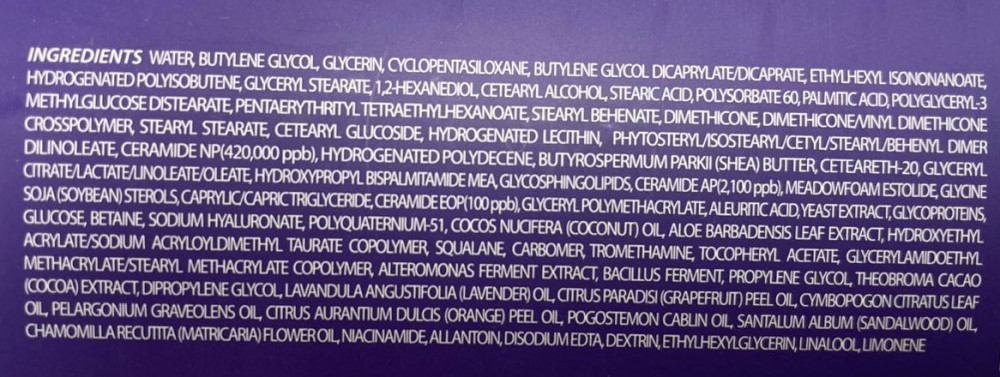 INGREDIENTS WATER, BUTYLENE GLYCOL, GLYCERIN, CYCLOPENTASILOXANE, BUTYLENE GLYCOL DICAPRYLATE/DICAPRATE, ETHYLHEXYL ISONONANOATE,
HYDROGENATED POLYISOBUTENE, GLYCERYL STEARATE, 1,2-HEXANEDIOL, CETEARYL ALCOHOL, STEARIC ACID, POLYSORBATE 60, PALMITIC ACID, POLYGLYCERYL-3
METHYLGLUCOSE DISTEARATE, PENTAERYTHRITYL TETRAETHYLHEXANOATE, STEARYL BEHENATE, DIMETHICONE, DIMETHICONE/VINYL DIMETHICONE
CROSSPOLYMER, STEARYL STEARATE, CETEARYL GLUCOSIDE, HYDROGENATED LECITHIN, PHYTOSTERYL/ISOSTEARYL/CETYL/STEARYL/BEHENYL DIMER
DILINOLEATE, CERAMIDE NP(420,000 ppb), HYDROGENATED POLYDECENE, BUTYROSPERMUM PARKII (SHEA) BUTTER, CETEARETH-20, GLYCERYL
CITRATE/LACTATE/LINOLEATE/OLEATE, HYDROXYPROPYL BISPALMITAMIDE MEA, GLYCOSPHINGOLIPIDS, CERAMIDE AP(2,100 ppb), MEADOWFOAM ESTOLIDE, GLYCINE
SOJA (SOYBEAN) STEROLS, CAPRYLIC/CAPRIC TRIGLYCERIDE, CERAMIDE EOP(100 ppb), GLYCERYL POLYMETHACRYLATE, ALEURITIC ACID, YEAST EXTRACT, GLYCOPROTEINS,
GLUCOSE, BETAINE, SODIUM HYALURONATE, POLYQUATERNIUM-51, COCOS NUCIFERA (COCONUT) OIL, ALOE BARBADENSIS LEAF EXTRACT, HYDROXYETHYL
ACRYLATE/SODIUM ACRYLOYLDIMETHYL TAURATE COPOLYMER, SQUALANE, CARBOMER, TROMETHAMINE, TOCOPHERYL ACETATE, GLYCERYLAMIDOETHYL
METHACRYLATE/STEARYL METHACRYLATE COPOLYMER, ALTEROMONAS FERMENT EXTRACT, BACILLUS FERMENT, PROPYLENE GLYCOL, THEOBROMA CACAO
(COCOA) EXTRACT, DIPROPYLENE GLYCOL, LAVANDULA ANGUSTIFOLIA (LAVENDER) OIL, CITRUS PARADISI (GRAPEFRUIT) PEEL OIL, CYMBOPOGON CITRATUS LEAF
OIL, PELARGONIUM GRAVEOLENS OIL, CITRUS AURANTIUM DULCIS (ORANGE) PEEL OIL, POGOSTEMON CABLIN OIL, SANTALUM ALBUM (SANDALWOOD) OIL,
CHAMOMILLA RECUTITA (MATRICARIA) FLOWER OIL, NIACINAMIDE, ALLANTOIN, DISODIUM EDTA, DEXTRIN, ETHYLHEXYLGLYCERIN, LINALOOL, LIMONENE